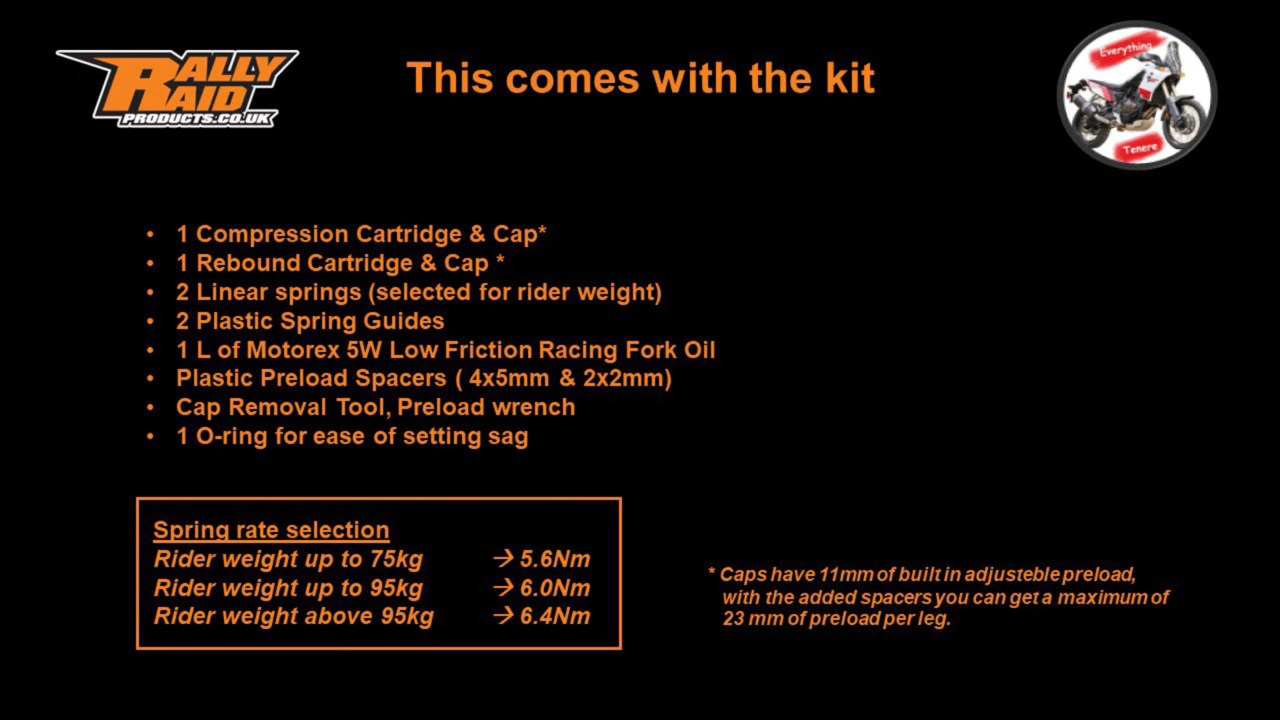 RALLY
RAID
PRODUCTS.CO.UK
This comes with the kit
Everything
Tenere
• 1 Compression Cartridge & Cap*
• 1 Rebound Cartridge & Cap *
• 2 Linear springs (selected for rider weight)
• 2 Plastic Spring Guides
• 1 L of Motorex 5W Low Friction Racing Fork Oil
• Plastic Preload Spacers ( 4x5mm & 2x2mm)
• Cap Removal Tool, Preload wrench
• 1 O-ring for ease of setting sag
Spring rate selection
Rider weight up to 75kg → 5.6Nm
Rider weight up to 95kg → 6.0Nm
Rider weight above 95kg → 6.4Nm
* Caps have 11mm of built in adjusteble preload,
with the added spacers you can get a maximum of
23 mm of preload per leg.